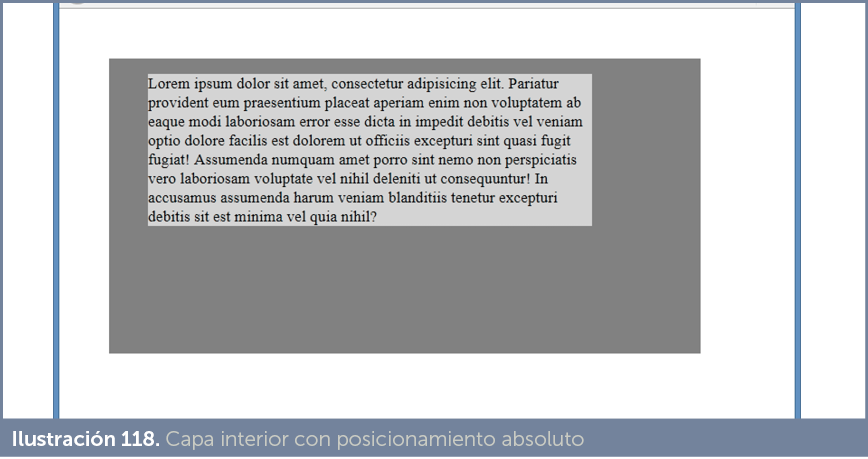 Lorem ipsum dolor sit amet, consectetur adipisicing elit. Pariatur
provident eum praesentium placeat aperiam enim non voluptatem ab
eaque modi laboriosam error esse dicta in impedit debitis vel veniam
optio dolore facilis est dolorem ut officiis excepturi sint quasi fugit
fugiat! Assumenda numquam amet porro sint nemo non perspiciatis
vero laboriosam voluptate vel nihil deleniti ut consequuntur! In
accusamus assumenda harum veniam blanditiis tenetur excepturi
debitis sit est minima vel quia nihil?
Ilustración 118. Capa interior con posicionamiento absoluto